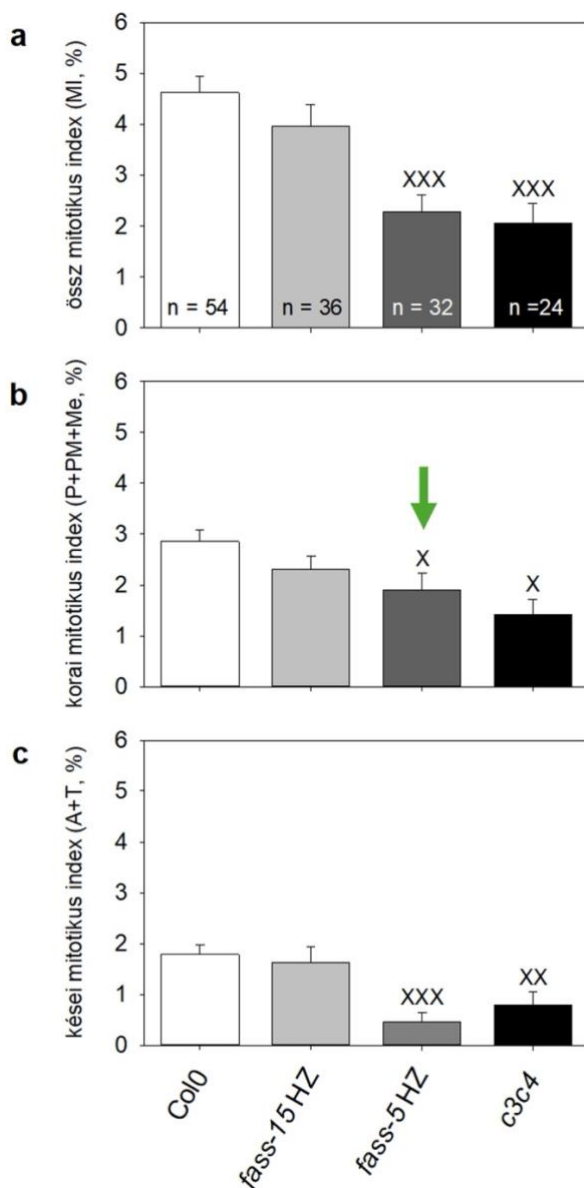 a
össz mitotikus index (MI, %)
6
5
4
3
2
1
0
XXX
XXX
n = 54
n = 36
n = 32
n =24
b
korai mitotikus index (P+PM+Me, %)
6
5
4
3
2
1
0
X
X
c
kései mitotikus index (A+T, %)
6
5
4
3
2
1
0
XXX
XX
Col0
fass-15 HZ
fass-5 HZ
c3c4